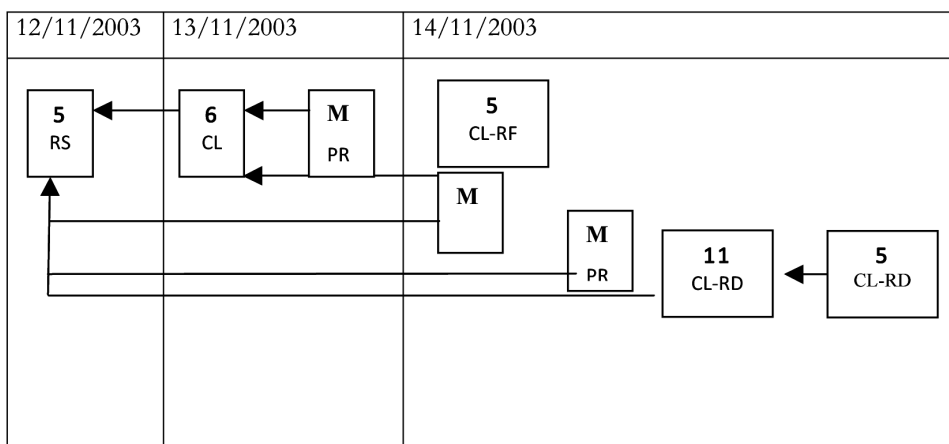 12/11/2003 13/11/2003 14/11/2003
5
RS
6
CL
M
PR
5
CL-RF
M
M
PR
11
CL-RD
5
CL-RD